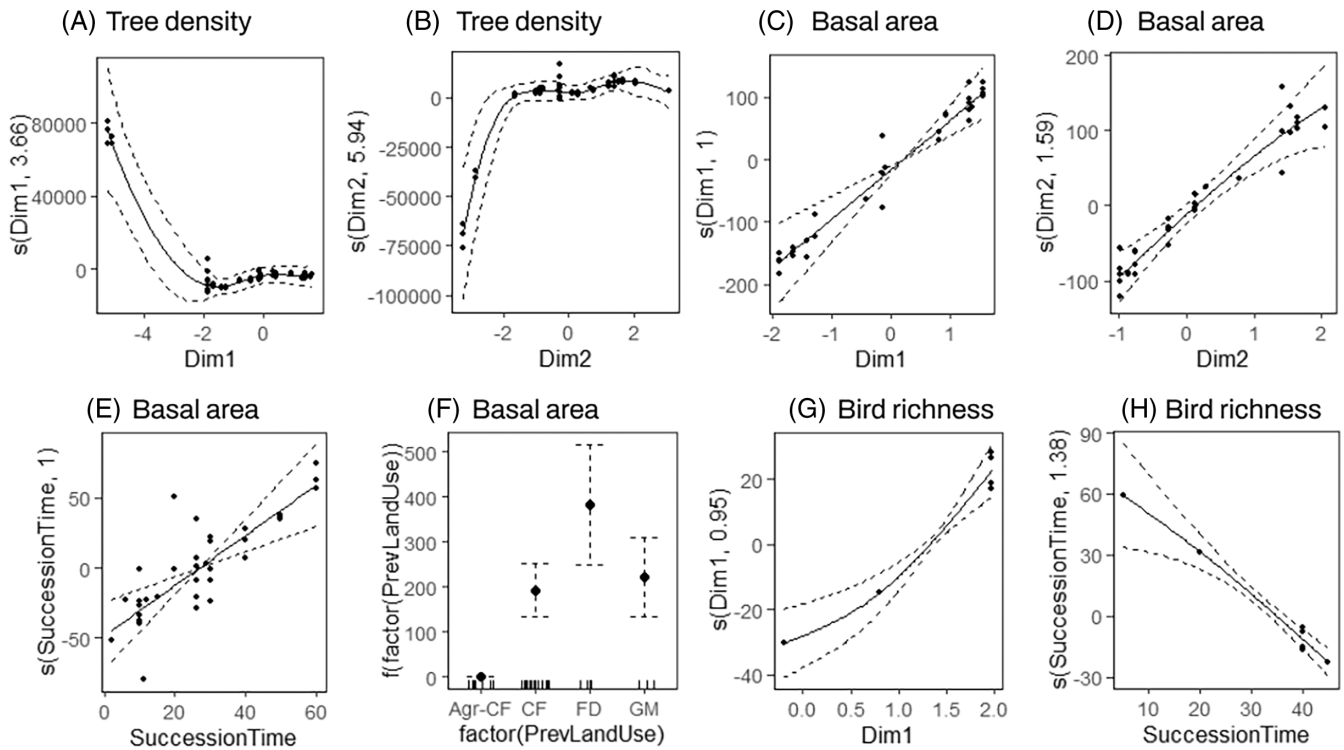 (A) Tree density
s(Dim1, 3.66)
80000
40000
0
-4 -2 0
Dim1
(B) Tree density
s(Dim2, 5.94)
0
-25000
-50000
-75000
-100000
-2 0 2
Dim2
(C) Basal area
s(Dim1, 1)
100
0
-100
-200
-2 -1 0 1
Dim1
(D) Basal area
s(Dim2, 1.59)
200
100
0
-100
-1 0 1 2
Dim2
(E) Basal area
s(SuccessionTime, 1)
50
0
-50
0 20 40 60
SuccessionTime
(F) Basal area
f(factor(PrevLandUse))
500
400
300
200
100
0
Agr-CF CF FD GM
factor(PrevLandUse)
(G) Bird richness
s(Dim1, 0.95)
20
0
-20
-40
0.0 0.5 1.0 1.5 2.0
Dim1
(H) Bird richness
s(SuccessionTime, 1.38)
90
60
30
0
-30
10 20 30 40
SuccessionTime